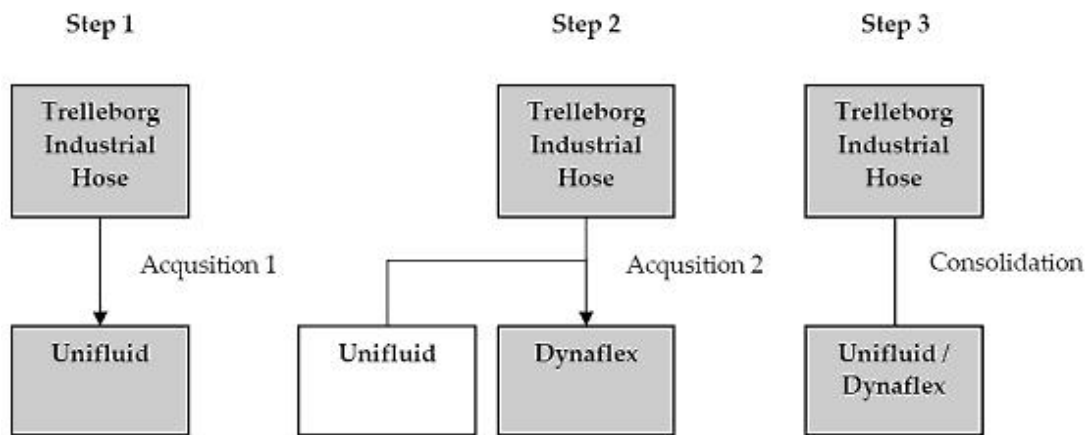 Step 1
Step 2
Step 3
Trelleborg
Industrial
Hose
Trelleborg
Industrial
Hose
Trelleborg
Industrial
Hose
Acqusition 1
Acqusition 2
Consolidation
Unifluid
Unifluid
Dynaflex
Unifluid /
Dynaflex